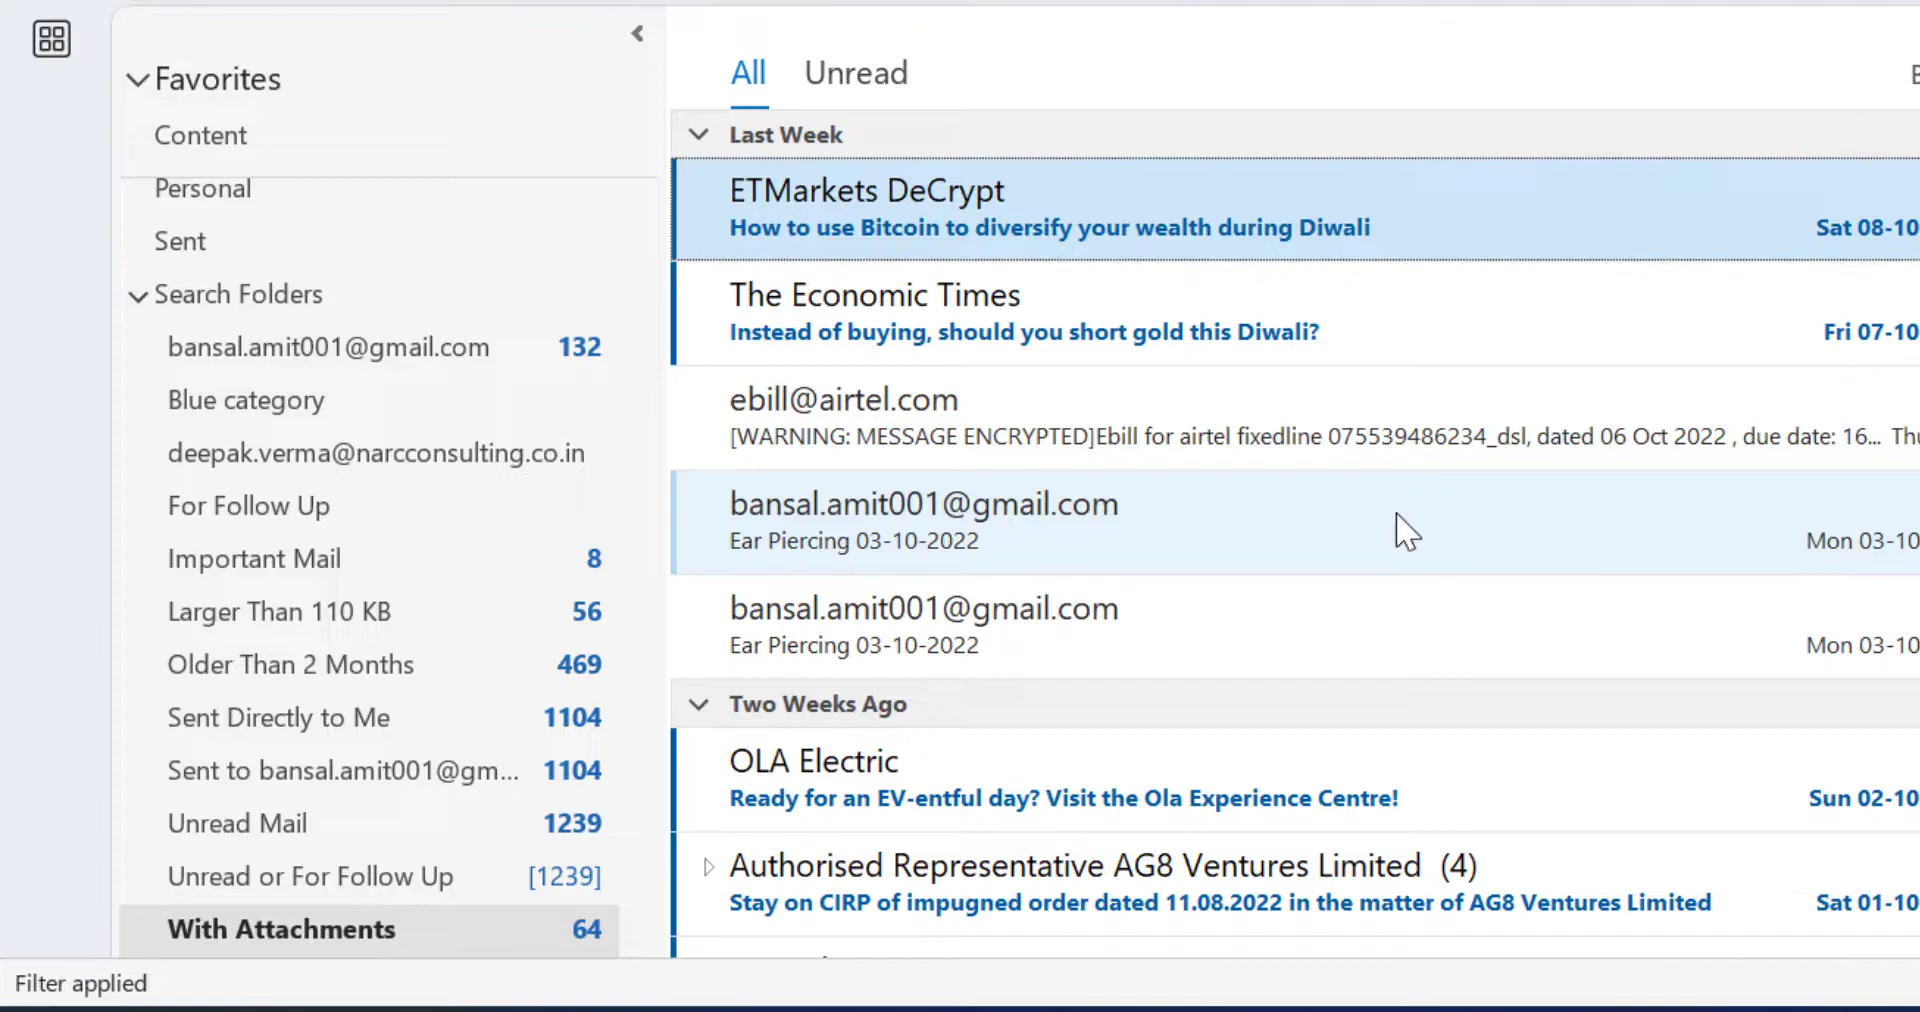 Favorites
Content
Personal
Sent
Search Folders
bansal.amit001@gmail.com 132
Blue category
deepak.verma@narcconsulting.co.in
For Follow Up
Important Mail 8
Larger Than 110 KB 56
Older Than 2 Months 469
Sent Directly to Me 1104
Sent to bansal.amit001@gm... 1104
Unread Mail 1239
Unread or For Follow Up [1239]
With Attachments 64
All Unread
Last Week
ETMarkets DeCrypt
How to use Bitcoin to diversify your wealth during Diwali Sat 08-10
The Economic Times
Instead of buying, should you short gold this Diwali? Fri 07-10
ebill@airtel.com
[WARNING: MESSAGE ENCRYPTED]Ebill for airtel fixedline 075539486234_dsl, dated 06 Oct 2022 , due date: 16...
bansal.amit001@gmail.com
Ear Piercing 03-10-2022 Mon 03-10
bansal.amit001@gmail.com
Ear Piercing 03-10-2022 Mon 03-10
Two Weeks Ago
OLA Electric
Ready for an EV-entful day? Visit the Ola Experience Centre! Sun 02-10
Authorised Representative AG8 Ventures Limited (4)
Stay on CIRP of impugned order dated 11.08.2022 in the matter of AG8 Ventures Limited Sat 01-10
Filter applied